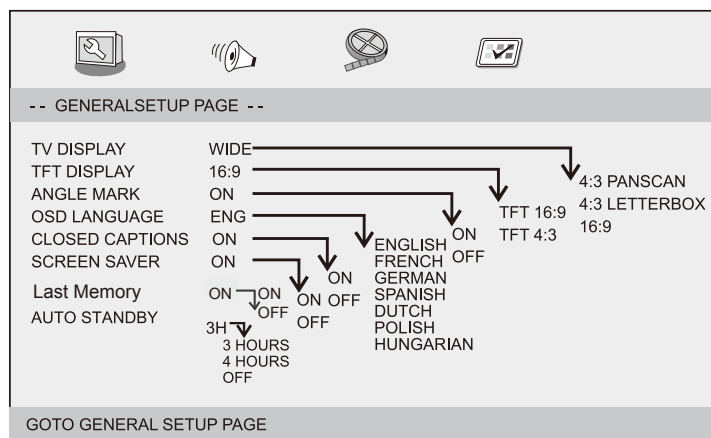 -- GENERALSETUP PAGE --
TV DISPLAY WIDE
TFT DISPLAY 16:9
ANGLE MARK ON
OSD LANGUAGE ENG
CLOSED CAPTIONS ON
SCREEN SAVER ON
Last Memory ON
AUTO STANDBY 3H
4:3 PANSCAN
4:3 LETTERBOX
16:9
TFT 16:9
TFT 4:3
ON
OFF
ENGLISH
FRENCH
GERMAN
SPANISH
DUTCH
POLISH
HUNGARIAN
ON
OFF
ON
OFF
ON
OFF
3 HOURS
4 HOURS
OFF
GOTO GENERAL SETUP PAGE